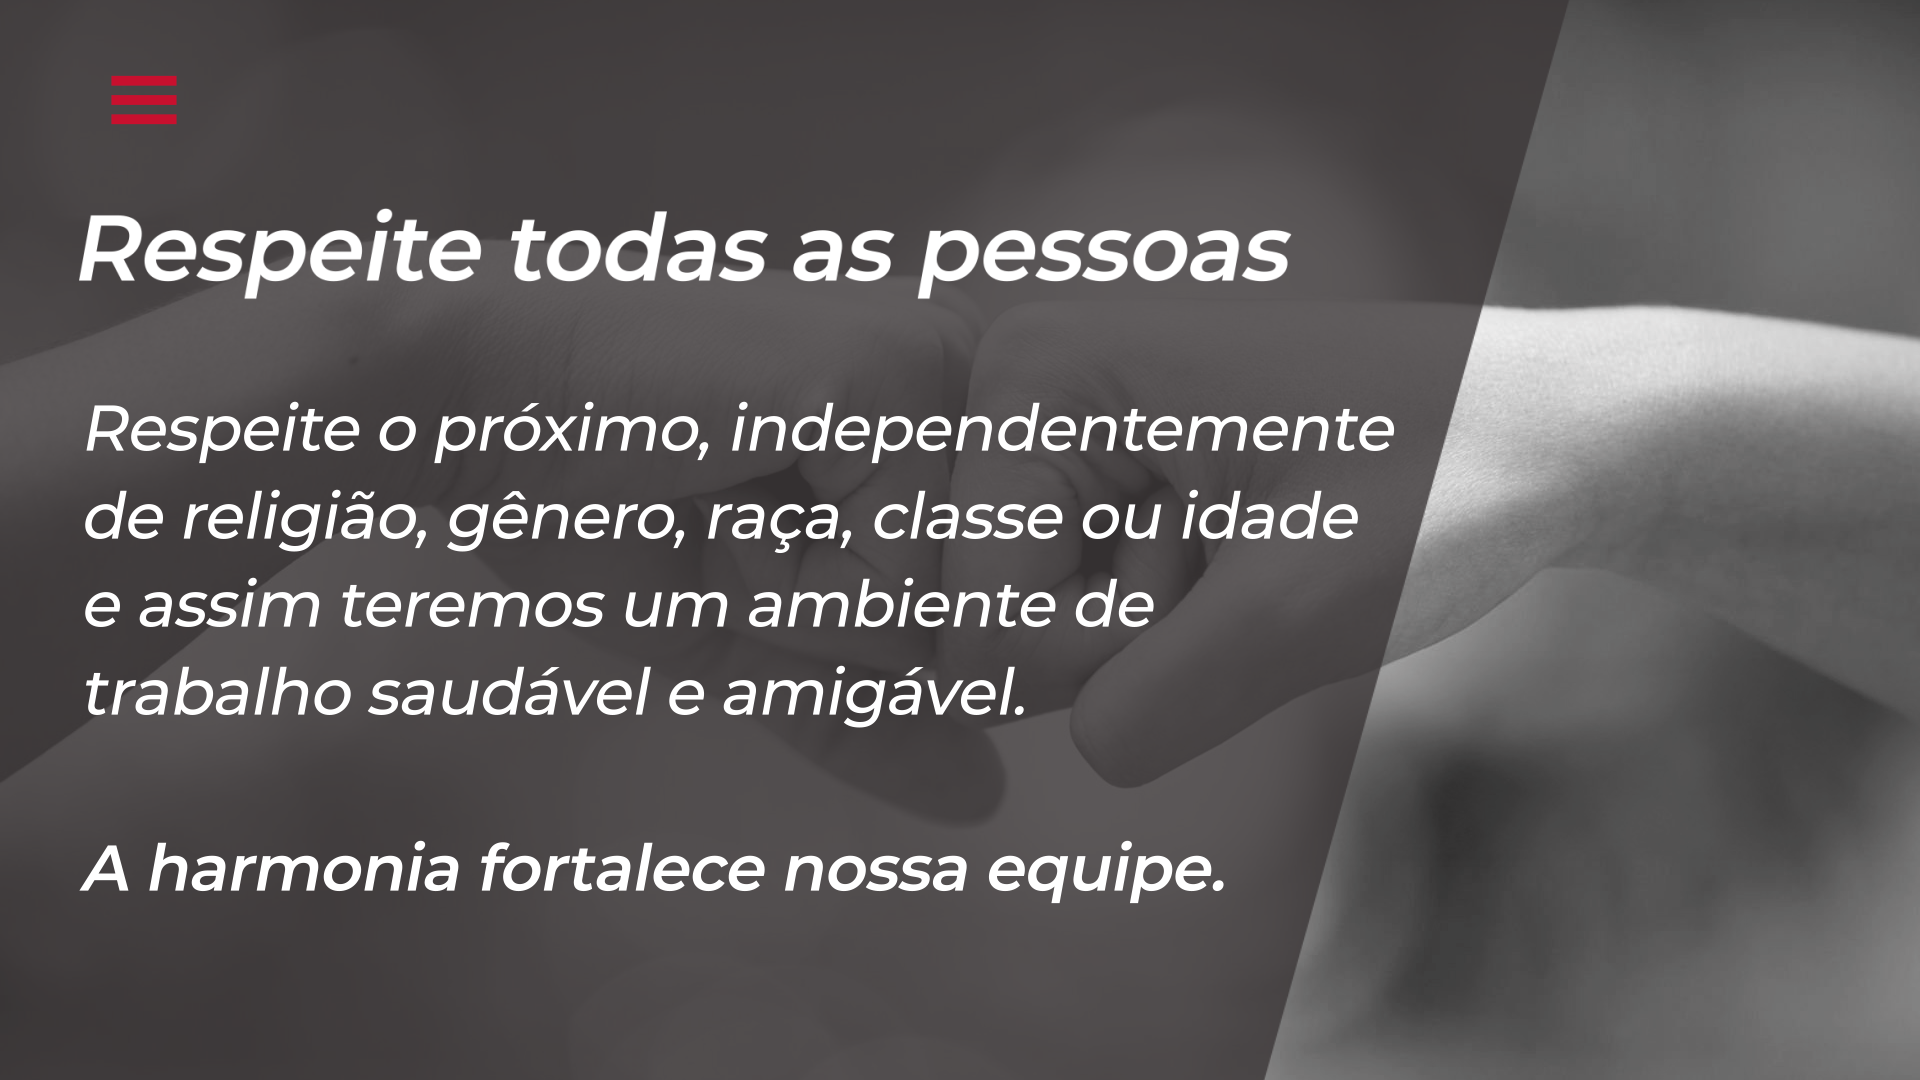 Respeite todas as pessoas
Respeite o próximo, independentemente
de religião, gênero, raça, classe ou idade
e assim teremos um ambiente de
trabalho saudável e amigável.
A harmonia fortalece nossa equipe.